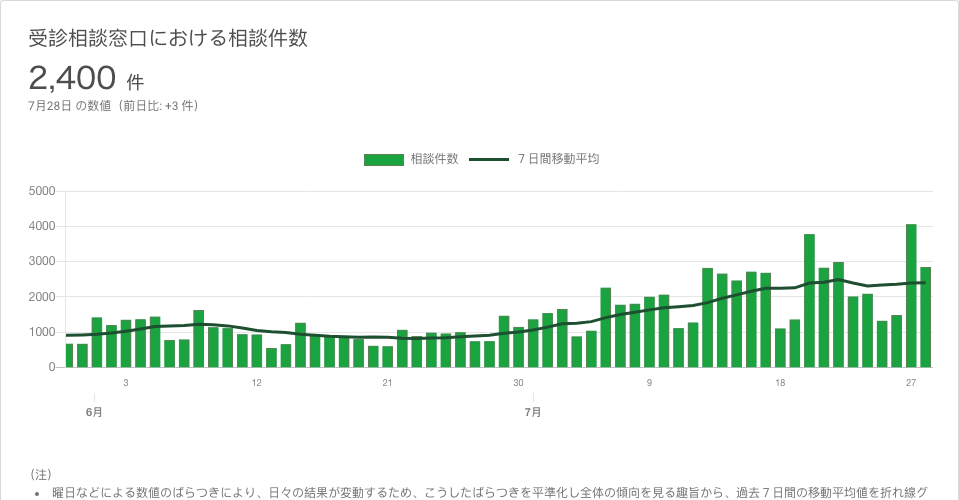 受診相談窓口における相談件数
2,400 件
7月28日 の数値（前日比: +3 件）
相談件数 7日間移動平均
5000
4000
3000
2000
1000
0
3 12 21 30 9 18 27
6月 7月
（注）
• 曜日などによる数値のばらつきにより、日々の結果が変動するため、こうしたばらつきを平準化し全体の傾向を見る趣旨から、過去７日間の移動平均値を折れ線グ